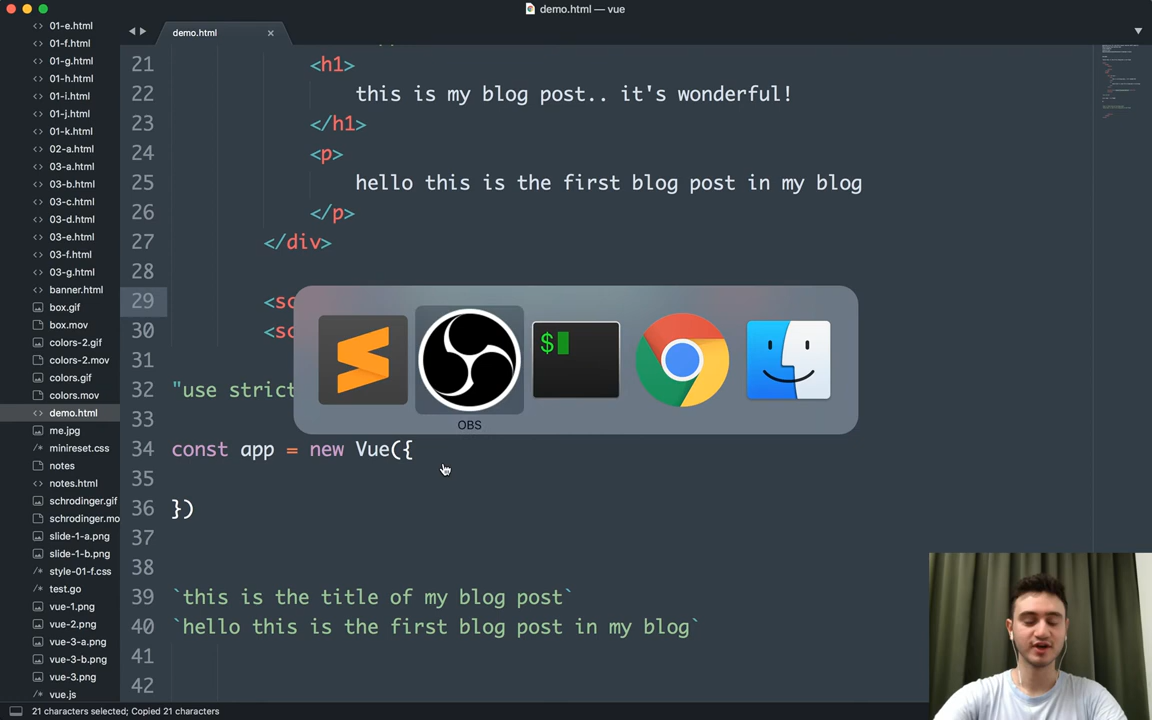 demo.html — vue
01-e.html
01-f.html
01-g.html
01-h.html
01-i.html
01-j.html
01-k.html
02-a.html
03-a.html
03-b.html
03-c.html
03-d.html
03-e.html
03-f.html
03-g.html
banner.html
box.gif
box.mov
colors-2.gif
colors-2.mov
colors.gif
colors.mov
demo.html
me.jpg
minireset.css
notes
notes.html
schrodinger.gif
schrodinger.mo
slide-1-a.png
slide-1-b.png
style-01-f.css
test.go
vue-1.png
vue-2.png
vue-3-a.png
vue-3-b.png
vue-3.png
vue.js
demo.html
21 <h1>
22 this is my blog post.. it's wonderful!
23 </h1>
24 <p>
25 hello this is the first blog post in my blog
26 </p>
27 </div>
28
29 <sc
30 <sc
31
32 "use strict
33
34 const app = new Vue({
35
36 })
37
38
39 `this is the title of my blog post`
40 `hello this is the first blog post in my blog`
41
42
$
OBS
21 characters selected; Copied 21 characters